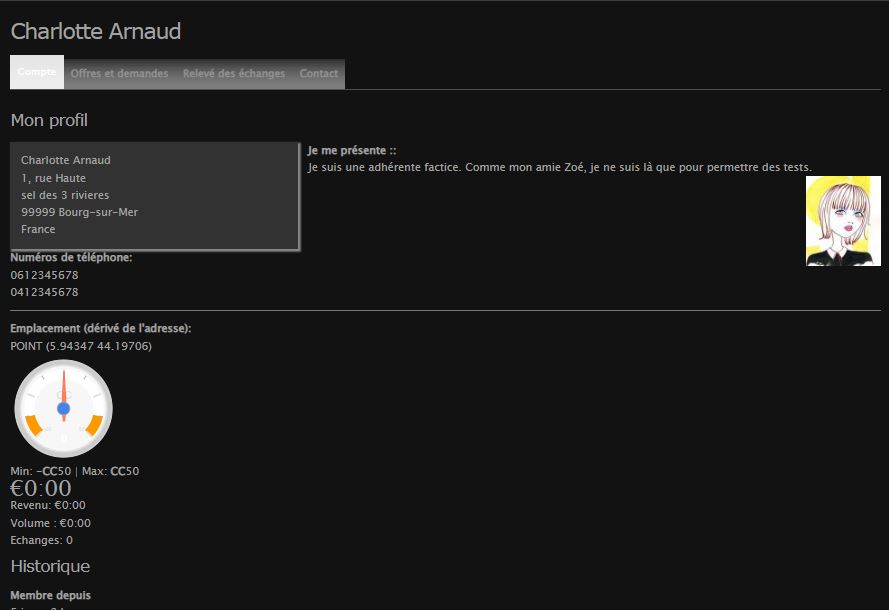 Charlotte Arnaud
Compte Offres et demandes Relevé des échanges Contact
Mon profil
Charlotte Arnaud
1, rue Haute
sel des 3 rivieres
99999 Bourg-sur-Mer
France
Je me présente ::
Je suis une adhérente factice. Comme mon amie Zoé, je ne suis là que pour permettre des tests.
Numéros de téléphone:
0612345678
0412345678
Emplacement (dérivé de l'adresse):
POINT (5.94347 44.19706)
CC
0
Min: -CC50 | Max: CC50
€0:00
Revenu: €0:00
Volume : €0:00
Echanges: 0
Historique
Membre depuis